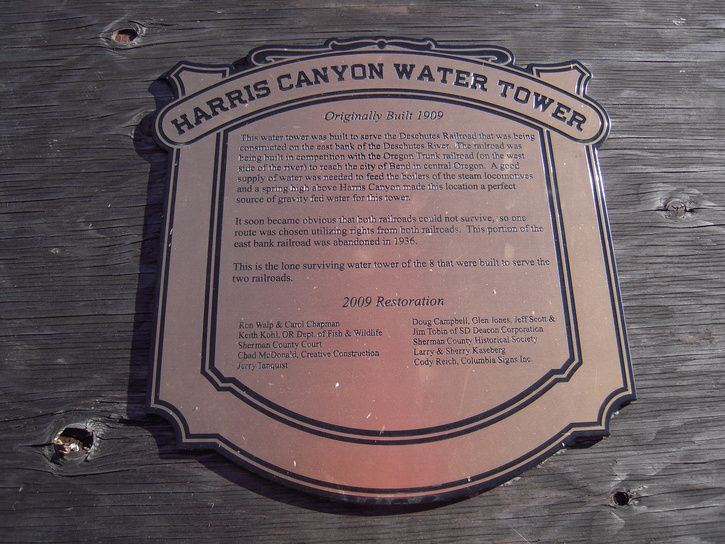 HARRIS CANYON WATER TOWER
Originally Built 1909
This water tower was built to serve the Deschutes Railroad that was being
constructed on the east bank of the Deschutes River. The railroad was
being built in competition with the Oregon Trunk railroad (on the west
side of the river) to reach the city of Bend in central Oregon. A good
supply of water was needed to feed the boilers of the steam locomotives
and a spring high above Harris Canyon made this location a perfect
source of gravity fed water for this tower.
It soon became obvious that both railroads could not survive, so one
route was chosen utilizing rights from both railroads. This portion of the
east bank railroad was abandoned in 1936.
This is the lone surviving water tower of the 8 that were built to serve the
two railroads.
2009 Restoration
Ron Walp & Carol Chapman
Keith Kohl, OR Dept. of Fish & Wildlife
Sherman County Court
Chad McDonald, Creative Construction
Jerry Tanquist
Doug Campbell, Glen Jones, Jeff Scott &
Jim Tobin of SD Deacon Corporation
Sherman County Historical Society
Larry & Sherry Kaseberg
Cody Reich, Columbia Signs Inc.